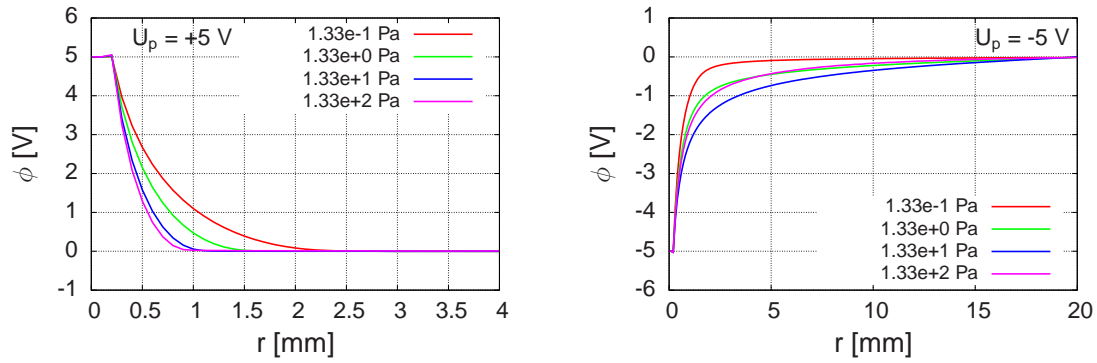 6
5
4
3
2
1
0
-1
ϕ [V]
U_p = +5 V
1.33e-1 Pa
1.33e+0 Pa
1.33e+1 Pa
1.33e+2 Pa
0 0.5 1 1.5 2 2.5 3 3.5 4
r [mm]
1
0
-1
-2
-3
-4
-5
-6
ϕ [V]
U_p = -5 V
1.33e-1 Pa
1.33e+0 Pa
1.33e+1 Pa
1.33e+2 Pa
0 5 10 15 20
r [mm]